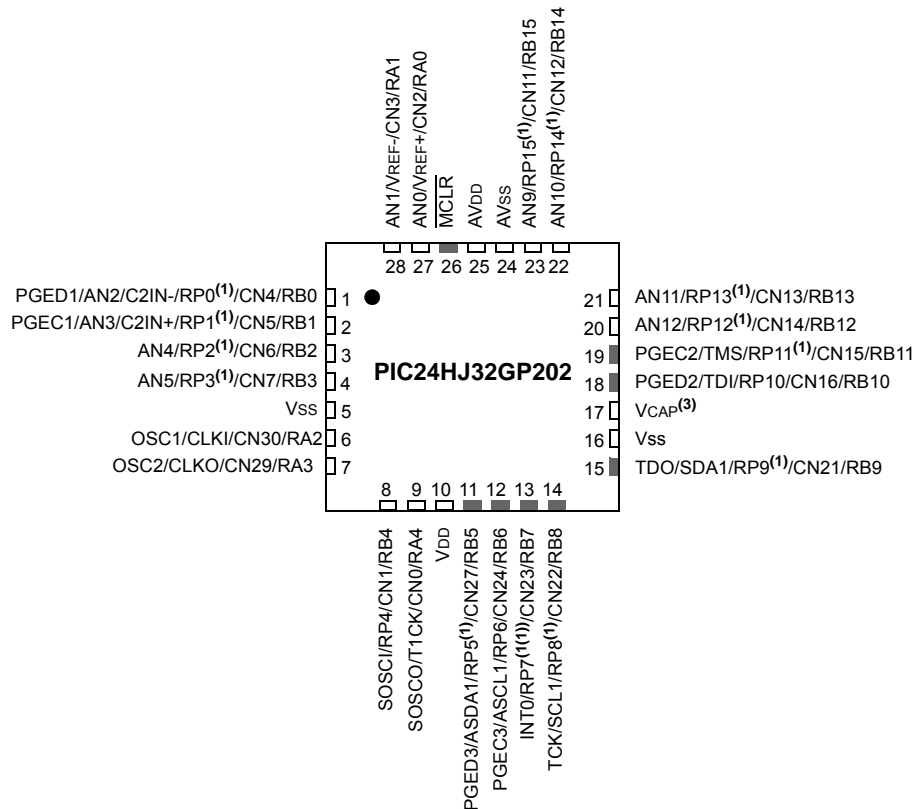 AN1/VREF-/CN3/RA1
AN0/VREF+/CN2/RA0
MCLR
AVDD
AVSS
AN9/RP15(1)/CN11/RB15
AN10/RP14(1)/CN12/RB14
28 27 26 25 24 23 22
PGED1/AN2/C2IN-/RP0(1)/CN4/RB0 1
PGEC1/AN3/C2IN+/RP1(1)/CN5/RB1 2
AN4/RP2(1)/CN6/RB2 3
AN5/RP3(1)/CN7/RB3 4
VSS 5
OSC1/CLKI/CN30/RA2 6
OSC2/CLKO/CN29/RA3 7
PIC24HJ32GP202
21 AN11/RP13(1)/CN13/RB13
20 AN12/RP12(1)/CN14/RB12
19 PGEC2/TMS/RP11(1)/CN15/RB11
18 PGED2/TDI/RP10/CN16/RB10
17 VCAP(3)
16 Vss
15 TDO/SDA1/RP9(1)/CN21/RB9
8 9 10 11 12 13 14
SOSCI/RP4/CN1/RB4
SOSCO/T1CK/CN0/RA4
VDD
PGED3/ASDA1/RP5(1)/CN27/RB5
PGEC3/ASCL1/RP6/CN24/RB6
INT0/RP7(1(1))/CN23/RB7
TCK/SCL1/RP8(1)/CN22/RB8